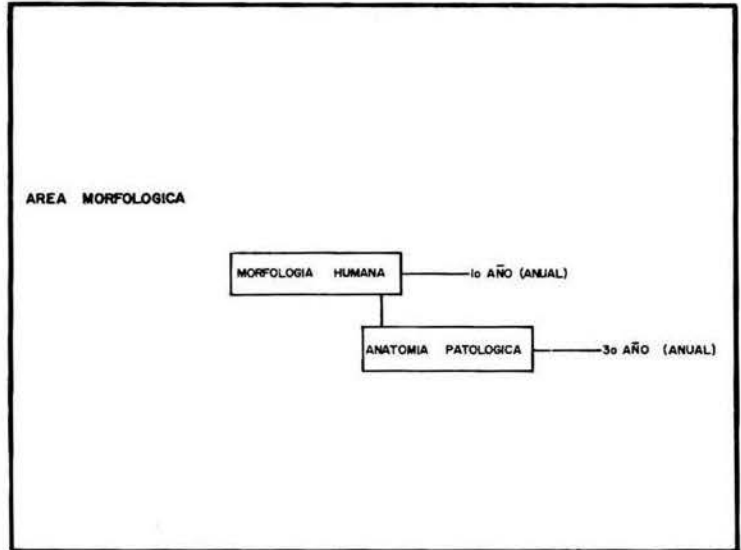 AREA MORFOLOGICA
MORFOLOGIA HUMANA 1o AÑO (ANUAL)
ANATOMIA PATOLOGICA 3o AÑO (ANUAL)